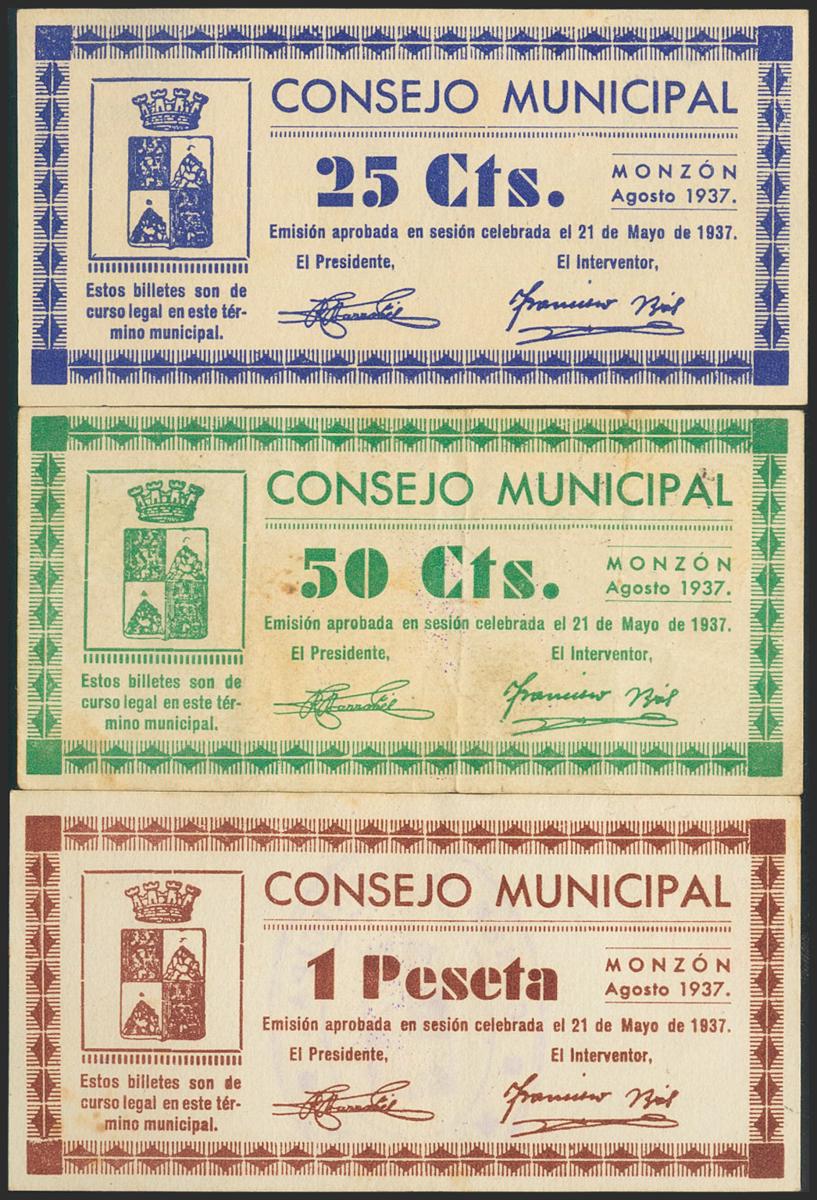 CONSEJO MUNICIPAL
25 Cts.
MONZÓN
Agosto 1937.
Emisión aprobada en sesión celebrada el 21 de Mayo de 1937.
El Presidente,
El Interventor,
Francisco
Estos billetes son de
curso legal en este tér-
mino municipal.
CONSEJO MUNICIPAL
50 Cts.
MONZÓN
Agosto 1937.
Emisión aprobada en sesión celebrada el 21 de Mayo de 1937.
El Presidente,
El Interventor,
Francisco
Estos billetes son de
curso legal en este tér-
mino municipal.
CONSEJO MUNICIPAL
1 Peseta
MONZÓN
Agosto 1937.
Emisión aprobada en sesión celebrada el 21 de Mayo de 1937.
El Presidente,
El Interventor,
Francisco
Estos billetes son de
curso legal en este tér-
mino municipal.